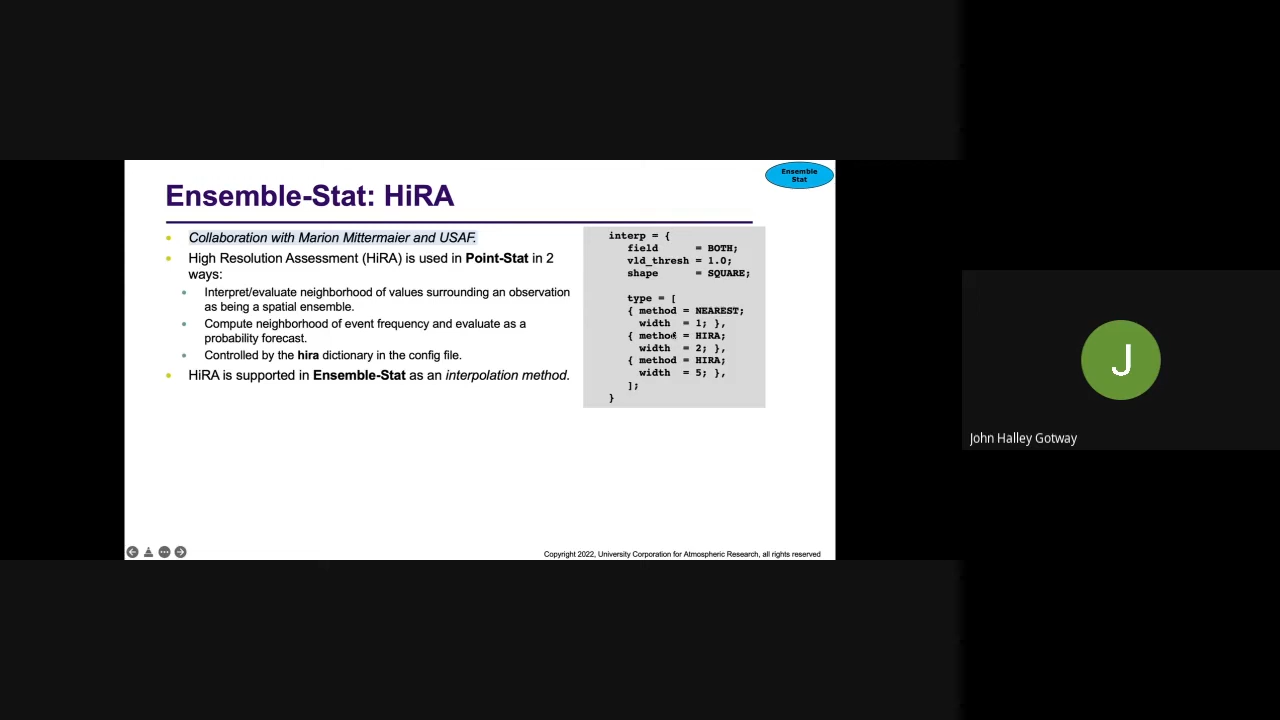 Ensemble
Stat
Ensemble-Stat: HiRA
Collaboration with Marion Mittermaier and USAF.
High Resolution Assessment (HiRA) is used in Point-Stat in 2
ways:
Interpret/evaluate neighborhood of values surrounding an observation
as being a spatial ensemble.
Compute neighborhood of event frequency and evaluate as a
probability forecast.
Controlled by the hira dictionary in the config file.
HiRA is supported in Ensemble-Stat as an interpolation method.
interp = {
field = BOTH;
vld_thresh = 1.0;
shape = SQUARE;
type = [
{ method = NEAREST;
width = 1; },
{ method = HIRA;
width = 2; },
{ method = HIRA;
width = 5; },
];
}
Copyright 2022, University Corporation for Atmospheric Research, all rights reserved
J
John Halley Gotway